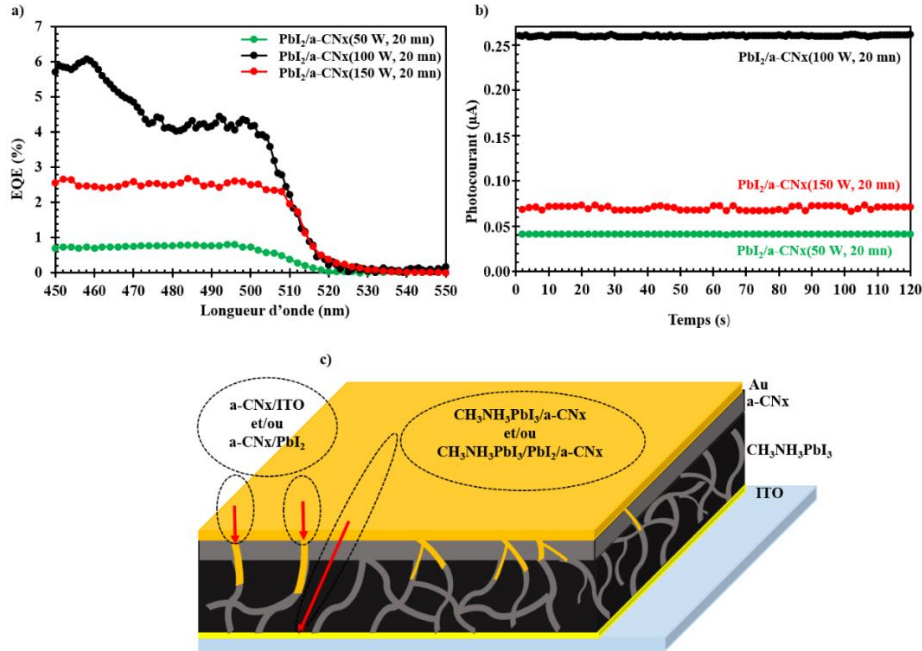 a)
7
6
5
4
3
2
1
0
EQE (%)
PbI₂/a-CNx(50 W, 20 mn)
PbI₂/a-CNx(100 W, 20 mn)
PbI₂/a-CNx(150 W, 20 mn)
450 460 470 480 490 500 510 520 530 540 550
Longueur d'onde (nm)
b)
0.25
0.20
0.15
0.10
0.05
0.00
Photocourant (µA)
PbI₂/a-CNx(100 W, 20 mn)
PbI₂/a-CNx(150 W, 20 mn)
PbI₂/a-CNx(50 W, 20 mn)
0 10 20 30 40 50 60 70 80 90 100 110 120
Temps (s)
c)
a-CNx/ITO
et/ou
a-CNx/PbI₂
CH₃NH₃PbI₃/a-CNx
et/ou
CH₃NH₃PbI₃/PbI₂/a-CNx
Au
a-CNx
CH₃NH₃PbI₃
ITO